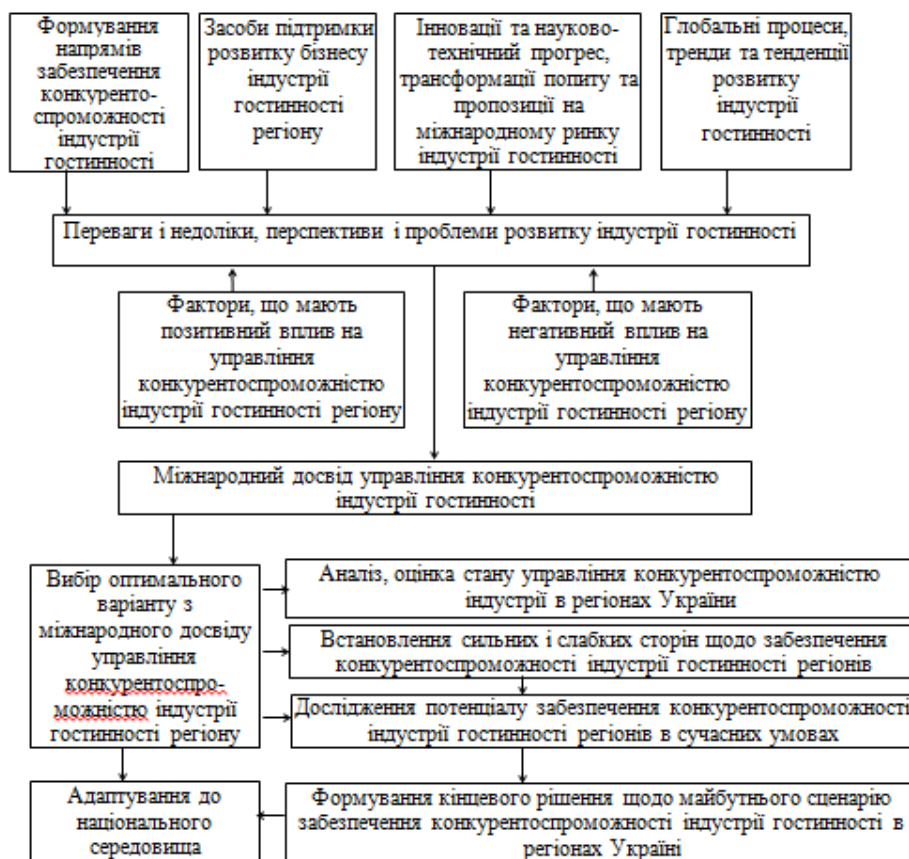 Формування
напрямів
забезпечення
конкуренто-
спроможності
індустрії
гостинності
Засоби підтримки
розвитку бізнесу
індустрії
гостинності
регіону
Інновації та науково-
технічний прогрес,
трансформації попиту та
пропозиції на
міжнародному ринку
індустрії гостинності
Глобальні процеси,
тренди та тенденції
розвитку
індустрії
гостинності
Переваги і недоліки, перспективи і проблеми розвитку індустрії гостинності
Фактори, що мають
позитивний вплив на
управління
конкурентоспроможністю
індустрії гостинності регіону
Фактори, що мають
негативний вплив на
управління
конкурентоспроможністю
індустрії гостинності регіону
Міжнародний досвід управління конкурентоспроможністю
індустрії гостинності
Вибір оптимального
варіанту з
міжнародного досвіду
управління
конкурентоспро-
можністю індустрії
гостинності регіону
Аналіз, оцінка стану управління конкурентоспроможністю
індустрії в регіонах України
Встановлення сильних і слабких сторін щодо забезпечення
конкурентоспроможності індустрії гостинності регіонів
Дослідження потенціалу забезпечення конкурентоспроможності
індустрії гостинності регіонів в сучасних умовах
Адаптування до
національного
середовища
Формування кінцевого рішення щодо майбутнього сценарію
забезпечення конкурентоспроможності індустрії гостинності в
регіонах Україні